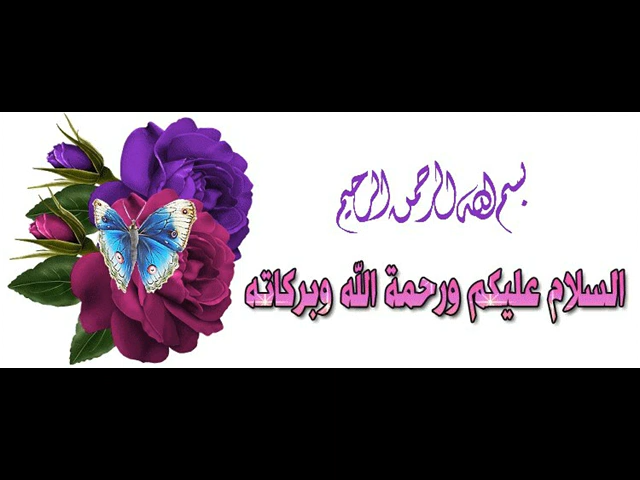 بسم الله الرحمن الرحيم
السلام عليكم ورحمة الله وبركاته